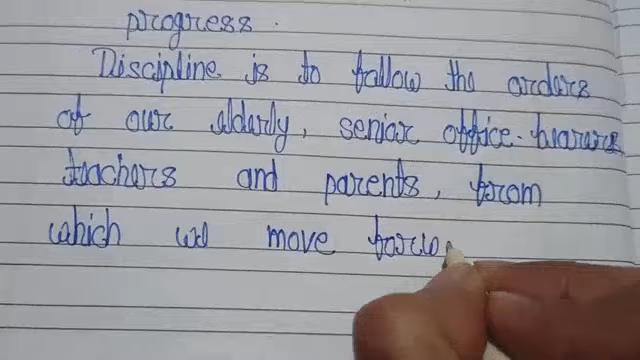 progress.
Discipline is to follow the orders
of our elderly, senior office-bearers,
teachers and parents, from
which we move forwa